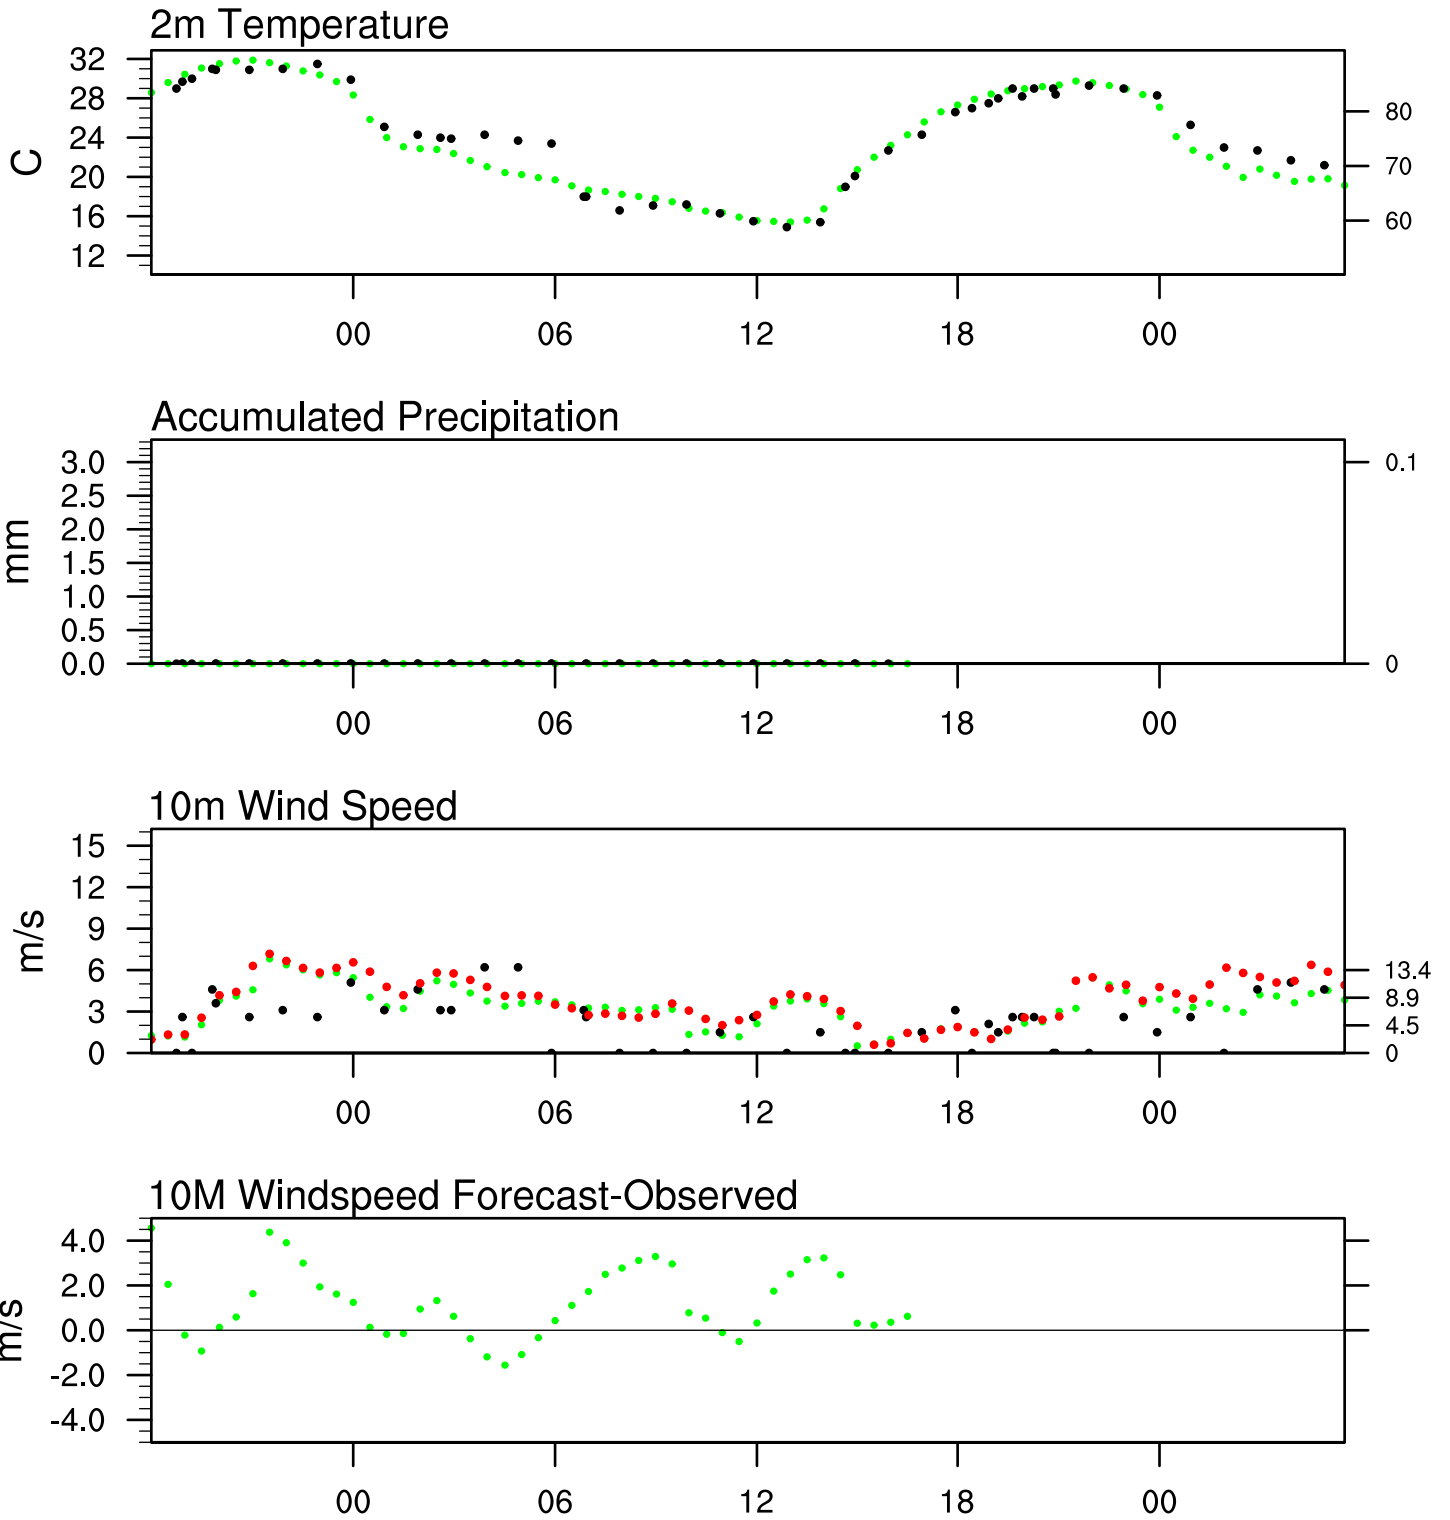 2m Temperature
32
28
24
20
16
12
C
80
70
60
00 06 12 18 00
Accumulated Precipitation
3.0
2.5
2.0
1.5
1.0
0.5
0.0
mm
0.1
0
00 06 12 18 00
10m Wind Speed
15
12
9
6
3
0
m/s
13.4
8.9
4.5
0
00 06 12 18 00
10M Windspeed Forecast-Observed
4.0
2.0
0.0
-2.0
-4.0
m/s
00 06 12 18 00